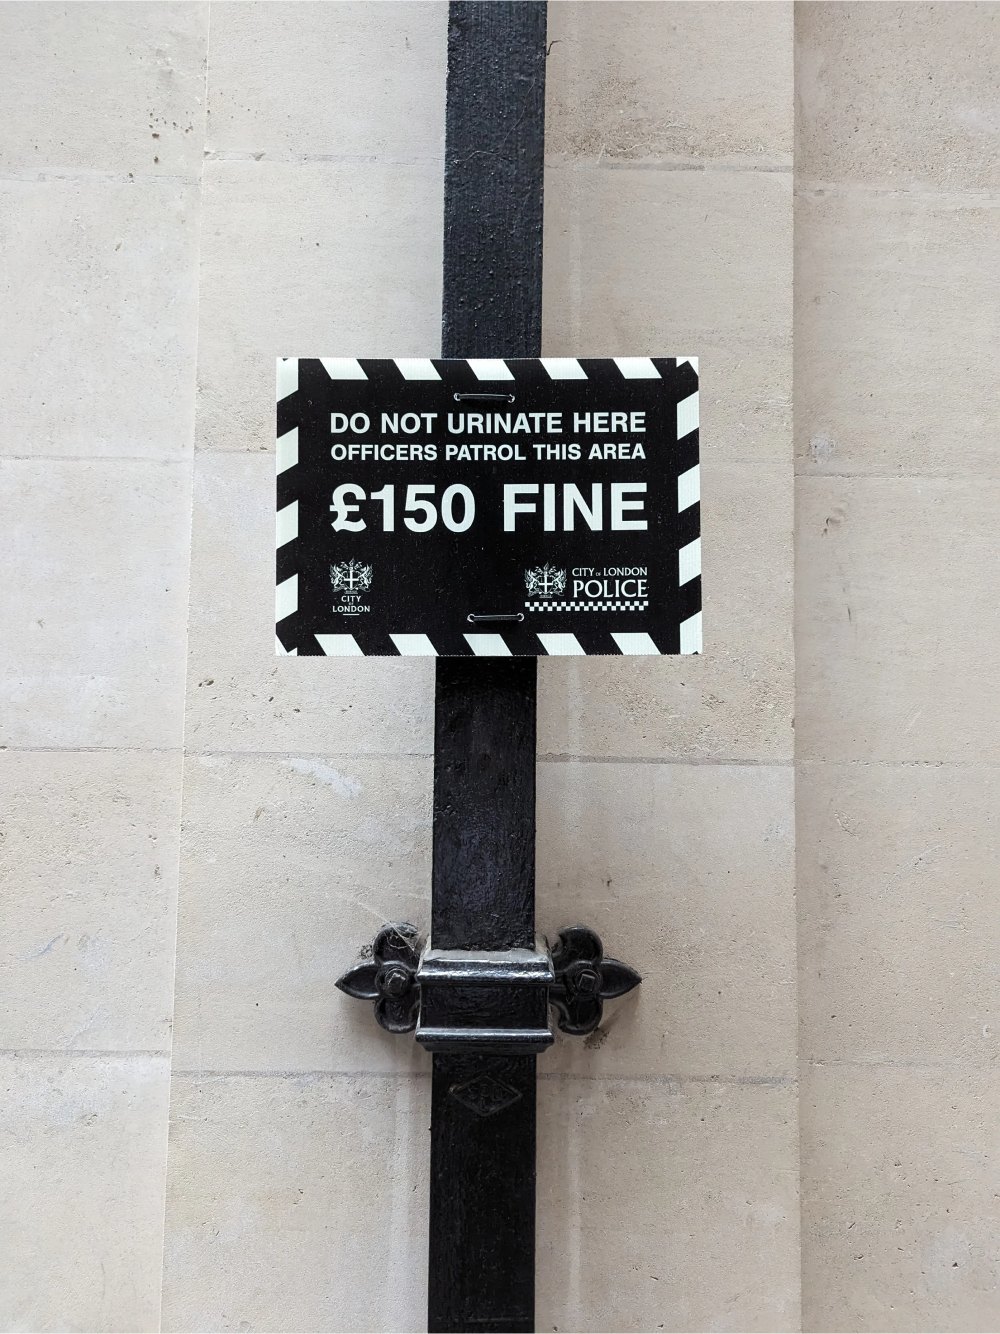 DO NOT URINATE HERE
OFFICERS PATROL THIS AREA
£150 FINE
CITY
LONDON
CITY OF LONDON
POLICE